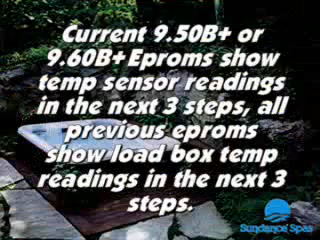 Current 9.50B+ or
9.60B+ Eproms show
temp sensor readings
in the next 3 steps, all
previous eproms
show load box temp
readings in the next 3
steps.
Sundance Spas